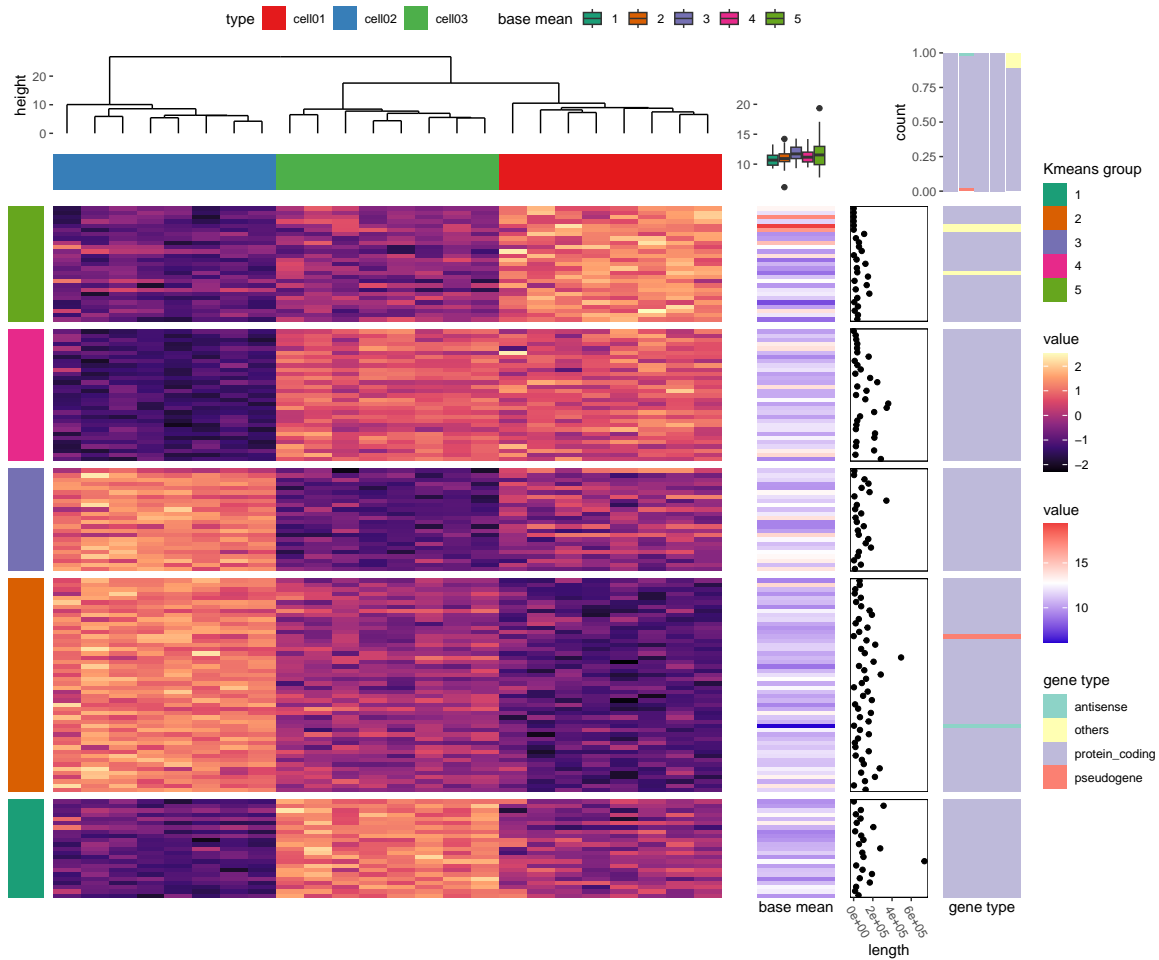 type cell01 cell02 cell03 base mean 1 2 3 4 5
height
20
10
0
20
15
10
count
1.00
0.75
0.50
0.25
0.00
Kmeans group
1
2
3
4
5
value
2
1
0
−1
−2
value
15
10
gene type
antisense
others
protein_coding
pseudogene
base mean
0e+00
2e+05
4e+05
6e+05
length
gene type